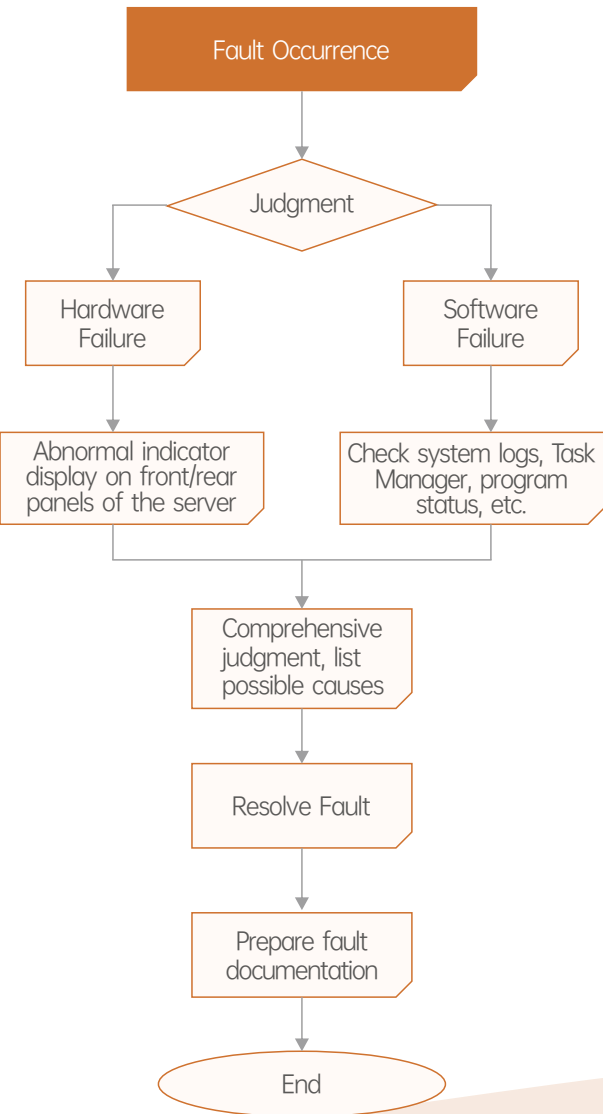 Fault Occurrence
Judgment
Hardware
Failure
Software
Failure
Abnormal indicator
display on front/rear
panels of the server
Check system logs, Task
Manager, program
status, etc.
Comprehensive
judgment, list
possible causes
Resolve Fault
Prepare fault
documentation
End